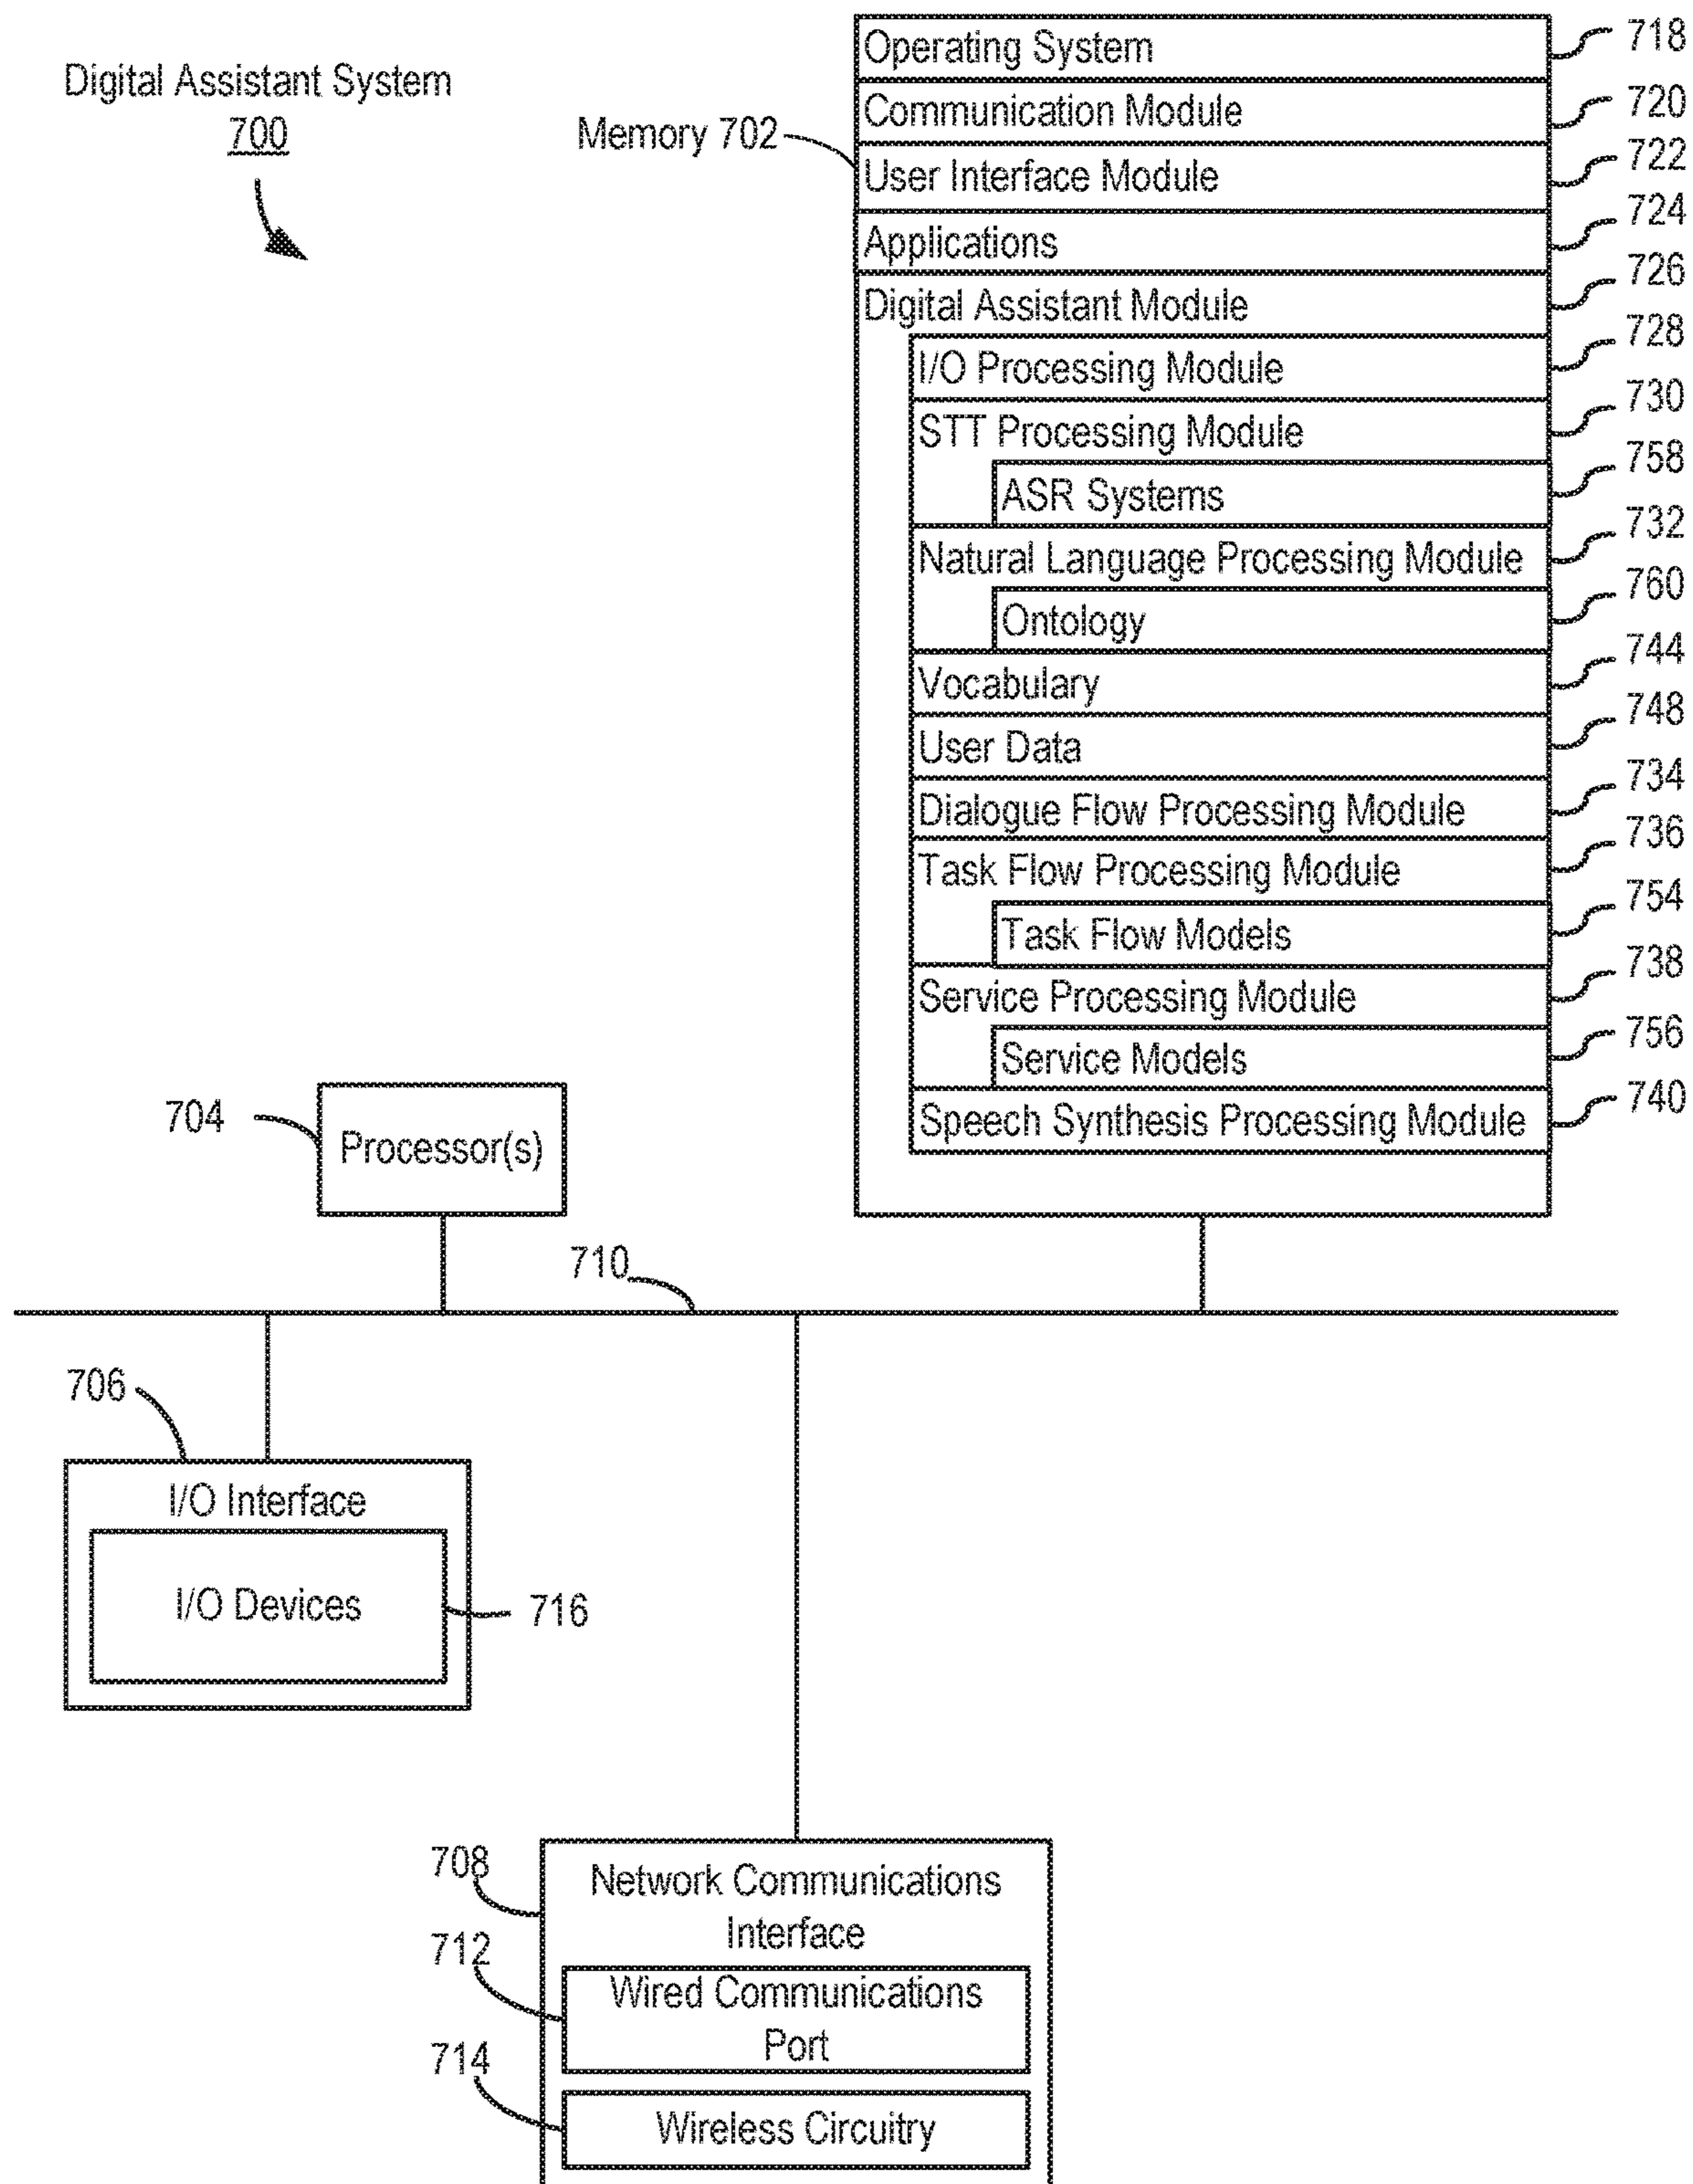 Digital Assistant System
700
Memory 702
Operating System 718
Communication Module 720
User Interface Module 722
Applications 724
Digital Assistant Module 726
I/O Processing Module 728
STT Processing Module 730
ASR Systems 758
Natural Language Processing Module 732
Ontology 760
Vocabulary 744
User Data 748
Dialogue Flow Processing Module 734
Task Flow Processing Module 736
Task Flow Models 754
Service Processing Module 738
Service Models 756
Speech Synthesis Processing Module 740
704
Processor(s)
710
706
I/O Interface
I/O Devices
716
708
Network Communications
Interface
712
Wired Communications
Port
714
Wireless Circuitry